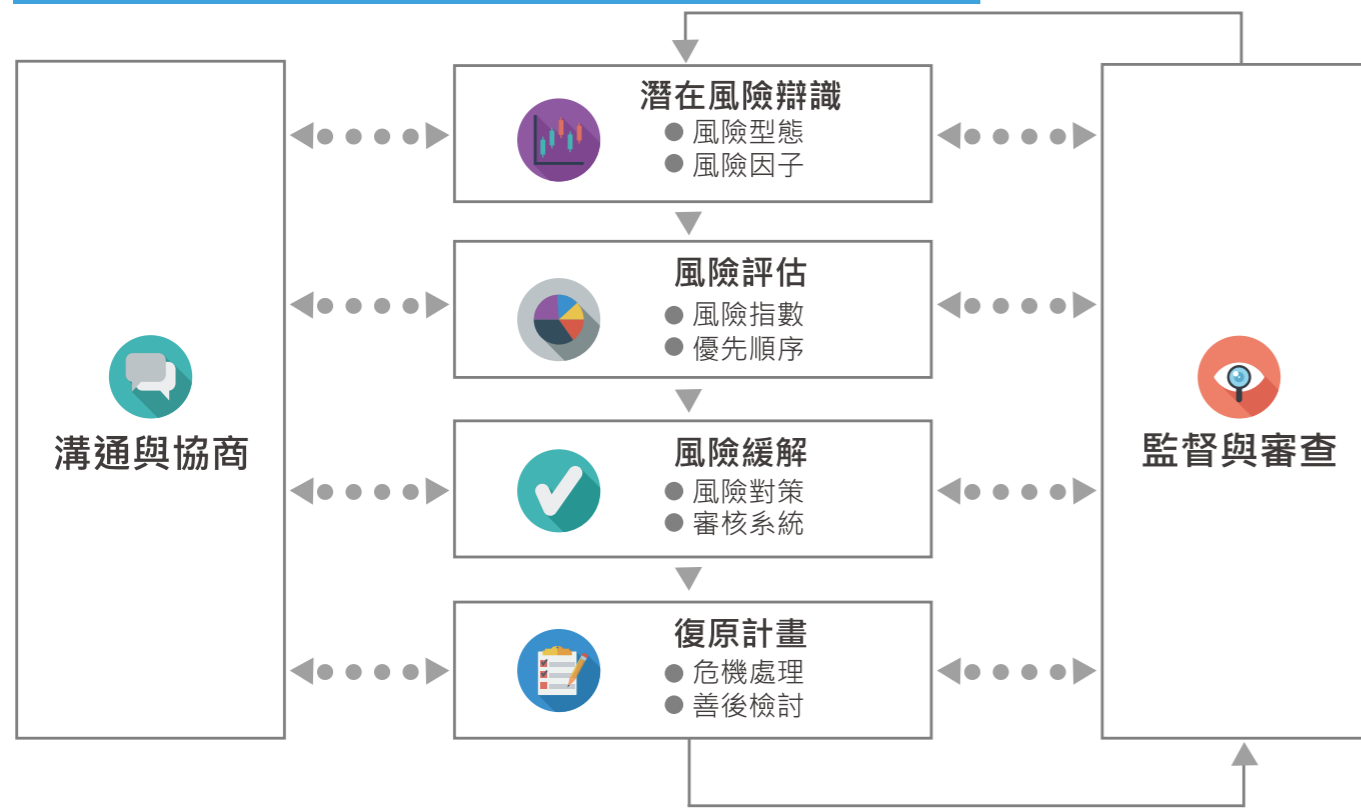 潛在風險辯識
● 風險型態
● 風險因子
風險評估
● 風險指數
● 優先順序
溝通與協商
監督與審查
風險緩解
● 風險對策
● 審核系統
復原計畫
● 危機處理
● 善後檢討